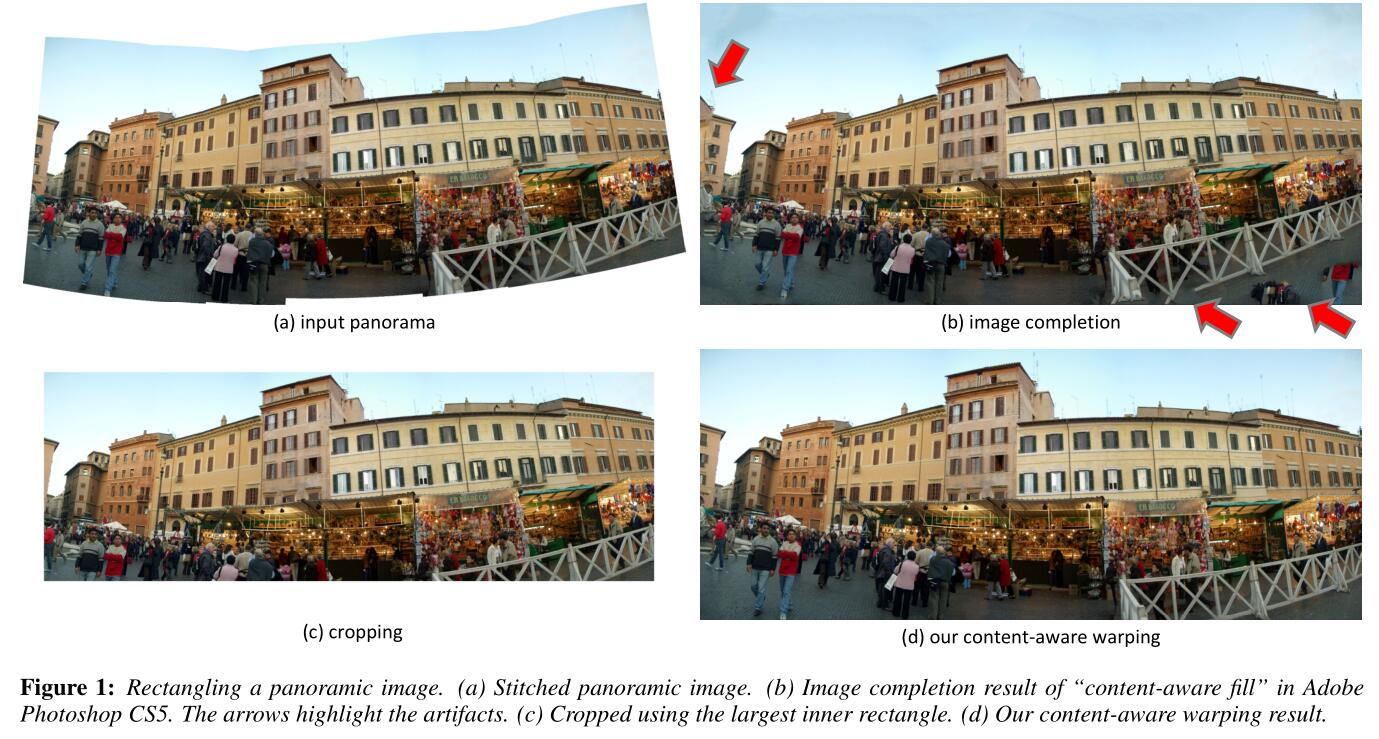 (a) input panorama
(b) image completion
(c) cropping
(d) our content-aware warping
Figure 1: Rectangling a panoramic image. (a) Stitched panoramic image. (b) Image completion result of “content-aware fill” in Adobe
Photoshop CS5. The arrows highlight the artifacts. (c) Cropped using the largest inner rectangle. (d) Our content-aware warping result.